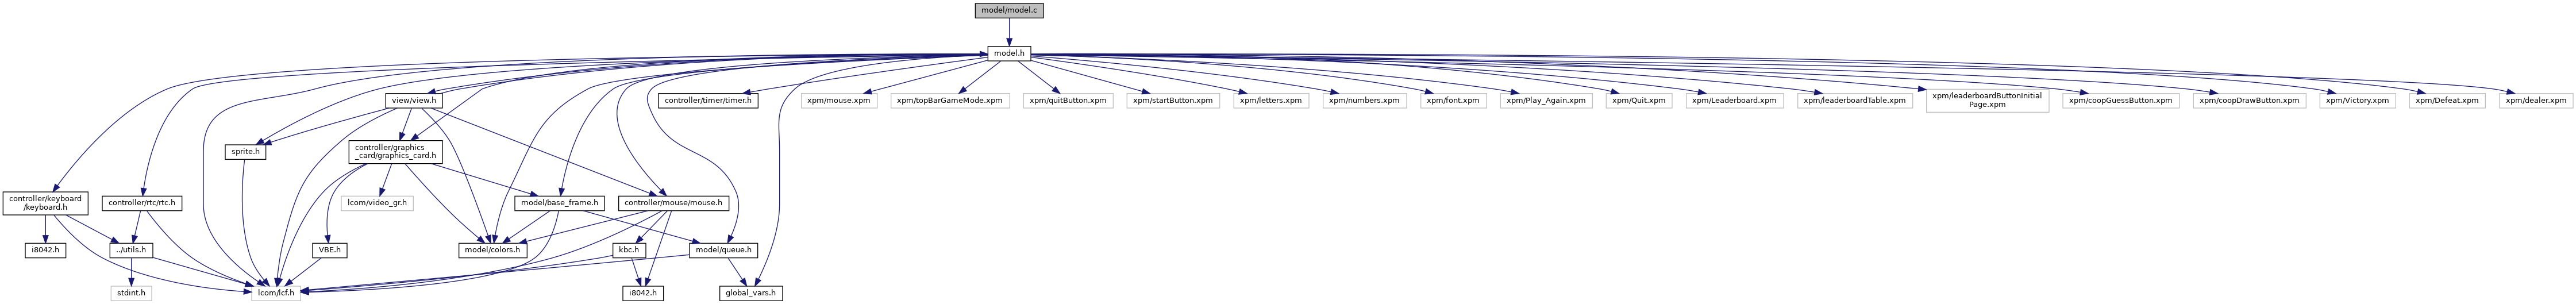 model/model.c
model.h
view/view.h
controller/timer/timer.h
xpm/mouse.xpm
xpm/topBarGameMode.xpm
xpm/quitButton.xpm
xpm/startButton.xpm
xpm/letters.xpm
xpm/numbers.xpm
xpm/font.xpm
xpm/Play_Again.xpm
xpm/Quit.xpm
xpm/Leaderboard.xpm
xpm/leaderboardTable.xpm
xpm/leaderboardButtonInitial
Page.xpm
xpm/coopGuessButton.xpm
xpm/coopDrawButton.xpm
xpm/Victory.xpm
xpm/Defeat.xpm
xpm/dealer.xpm
sprite.h
controller/graphics
_card/graphics_card.h
controller/keyboard
/keyboard.h
controller/rtc/rtc.h
lcom/video_gr.h
model/base_frame.h
controller/mouse/mouse.h
i8042.h
../utils.h
VBE.h
model/colors.h
kbc.h
model/queue.h
stdint.h
lcom/lcf.h
i8042.h
global_vars.h